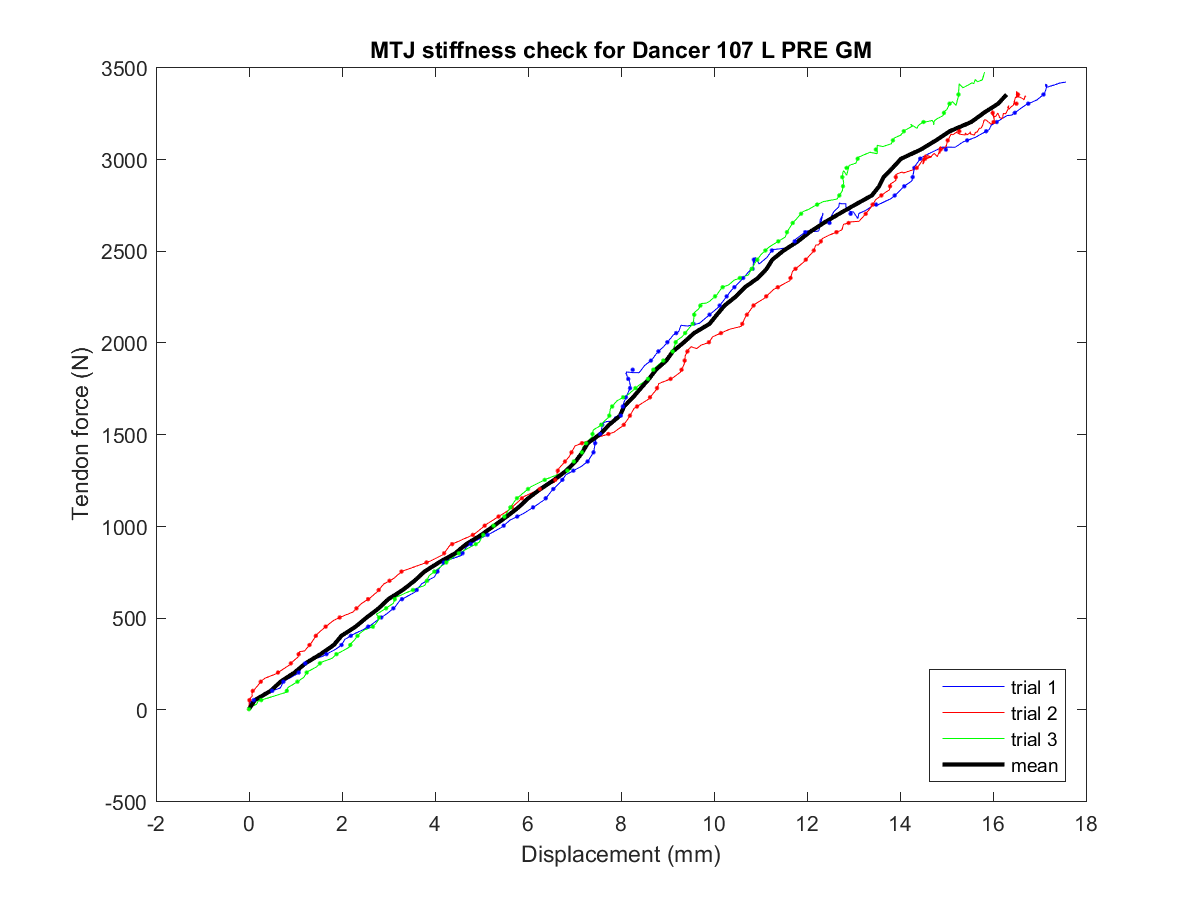 MTJ stiffness check for Dancer 107 L PRE GM
3500
3000
2500
2000
1500
1000
500
0
-500
Tendon force (N)
-2 0 2 4 6 8 10 12 14 16 18
Displacement (mm)
trial 1
trial 2
trial 3
mean